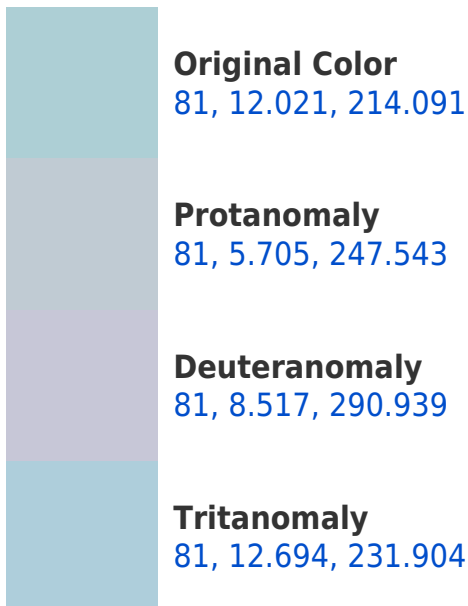 Original Color
81, 12.021, 214.091
Protanomaly
81, 5.705, 247.543
Deuteranomaly
81, 8.517, 290.939
Tritanomaly
81, 12.694, 231.904